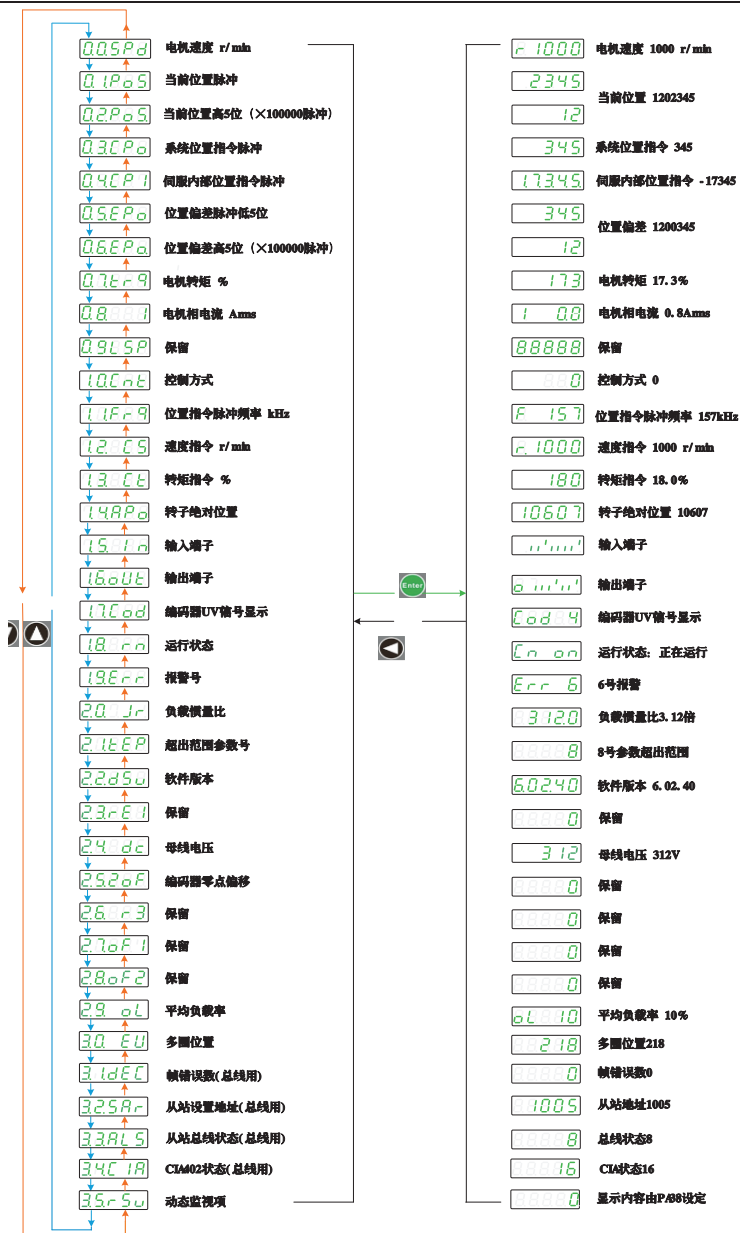 0.0.SPd 电机速度 r/min r 1000 电机速度 1000 r/min
0.1.PoS 当前位置脉冲 2345
当前位置 1202345
0.2.PoS. 当前位置高5位（×100000脉冲） 12
0.3.CPo 系统位置指令脉冲 345 系统位置指令 345
0.4.CP1 伺服内部位置指令脉冲 1.7.3.4.5. 伺服内部位置指令 -17345
0.5.EPo 位置偏差脉冲低5位 345
位置偏差 1200345
0.6.EPo. 位置偏差高5位（×100000脉冲） 12
0.7.trq 电机转矩 % 173 电机转矩 17.3%
0.8. 1 电机相电流 Arms 1 0.8 电机相电流 0.8Arms
0.9.LSP 保留 88888 保留
1.0.Cnt 控制方式 0 控制方式 0
1.1.Frq 位置指令脉冲频率 kHz F 157 位置指令脉冲频率 157kHz
1.2. CS 速度指令 r/min r. 1000 速度指令 1000 r/min
1.3. Ct 转矩指令 % 180 转矩指令 18.0%
1.4.APo 转子绝对位置 10607 转子绝对位置 10607
1.5. In 输入端子 输入端子
1.6.oUt 输出端子 输出端子
1.7.Cod 编码器UV信号显示 Cod 4 编码器UV信号显示
Enter
1.8. rn 运行状态 Cn on 运行状态: 正在运行
1.9.Err 报警号 Err 6 6号报警
2.0. Jr 负载惯量比 312.0 负载惯量比3.12倍
2.1.tEP 超出范围参数号 8 8号参数超出范围
2.2.dSu 软件版本 6.02.40 软件版本 6.02.40
2.3.rE1 保留 0 保留
2.4. dc 母线电压 312 母线电压 312V
2.5.2oF 编码器零点偏移 0 保留
2.6. r3 保留 0 保留
2.7.oF1 保留 0 保留
2.8.oF2 保留 0 保留
2.9. oL 平均负载率 oL 10 平均负载率 10%
3.0. EU 多圈位置 218 多圈位置218
3.1.dEC 帧错误数(总线用) 0 帧错误数0
3.2.SAr 从站设置地址(总线用) 1005 从站地址1005
3.3.ALS 从站总线状态(总线用) 8 总线状态8
3.4.CIA CIA402状态(总线用) 16 CIA状态16
3.5.rSu 动态监视项 0 显示内容由PA38设定